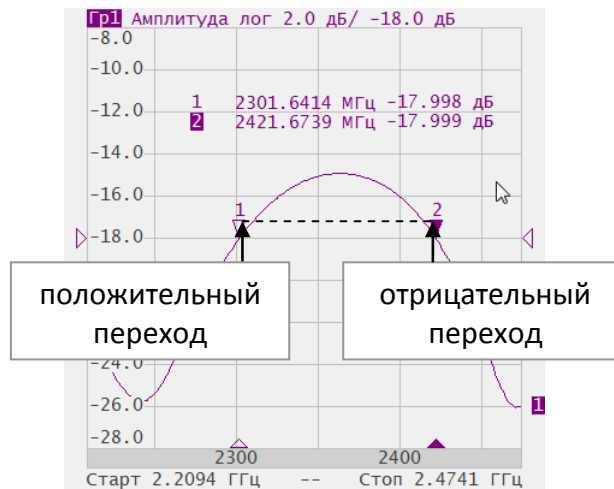 Гр1 Амплитуда лог 2.0 дБ/ -18.0 дБ
-8.0
-10.0
1 2301.6414 МГц -17.998 дБ
-12.0
2 2421.6739 МГц -17.999 дБ
-14.0
-16.0
1 2
-18.0
положительный
переход
отрицательный
переход
-24.0
-26.0
1
-28.0
2300 2400
Старт 2.2094 ГГц -- Стоп 2.4741 ГГц